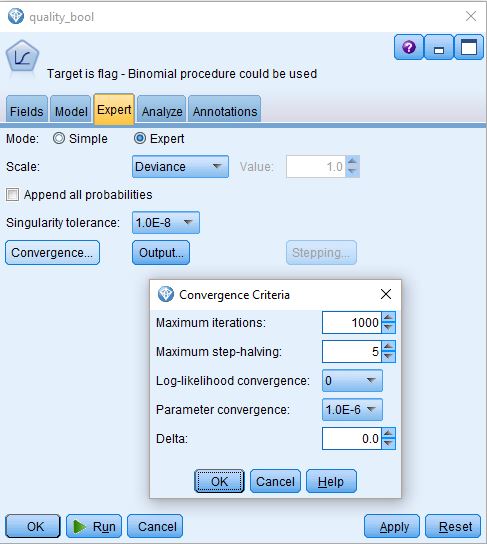 quality_bool
Target is flag - Binomial procedure could be used
Fields Model Expert Analyze Annotations
Mode: Simple Expert
Scale: Deviance Value: 1.0
Append all probabilities
Singularity tolerance: 1.0E-8
Convergence... Output... Stepping...
Convergence Criteria
Maximum iterations: 1000
Maximum step-halving: 5
Log-likelihood convergence: 0
Parameter convergence: 1.0E-6
Delta: 0.0
OK Cancel Help
OK Run Cancel Apply Reset